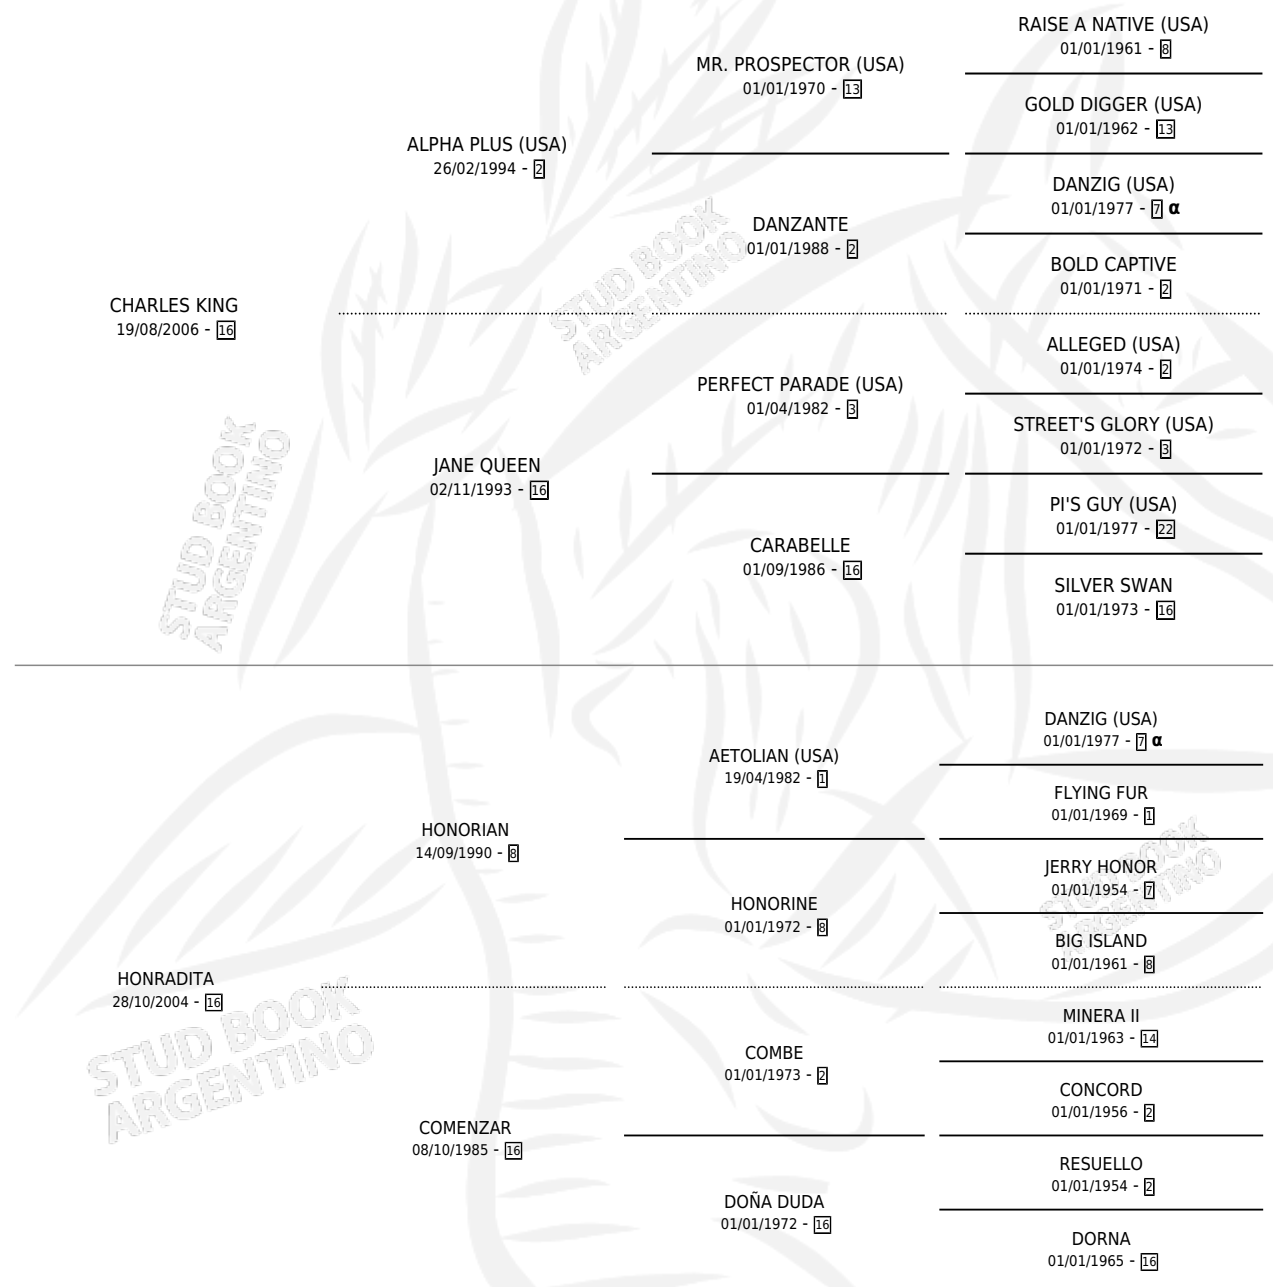 RAISE A NATIVE (USA)
01/01/1961 - 8
MR. PROSPECTOR (USA)
01/01/1970 - 13
GOLD DIGGER (USA)
01/01/1962 - 13
ALPHA PLUS (USA)
26/02/1994 - 2
DANZIG (USA)
01/01/1977 - 7 α
DANZANTE
01/01/1988 - 2
BOLD CAPTIVE
01/01/1971 - 2
CHARLES KING
19/08/2006 - 16
ALLEGED (USA)
01/01/1974 - 2
PERFECT PARADE (USA)
01/04/1982 - 3
STREET'S GLORY (USA)
01/01/1972 - 3
JANE QUEEN
02/11/1993 - 16
PI'S GUY (USA)
01/01/1977 - 22
CARABELLE
01/09/1986 - 16
SILVER SWAN
01/01/1973 - 16
DANZIG (USA)
01/01/1977 - 7 α
AETOLIAN (USA)
19/04/1982 - 1
FLYING FUR
01/01/1969 - 1
HONORIAN
14/09/1990 - 8
JERRY HONOR
01/01/1954 - 7
HONORINE
01/01/1972 - 8
BIG ISLAND
01/01/1961 - 8
HONRADITA
28/10/2004 - 16
MINERA II
01/01/1963 - 14
COMBE
01/01/1973 - 2
CONCORD
01/01/1956 - 2
COMENZAR
08/10/1985 - 16
RESUELLO
01/01/1954 - 2
DOÑA DUDA
01/01/1972 - 16
DORNA
01/01/1965 - 16
STUD BOOK
ARGENTINO
STUD BOOK
ARGENTINO
STUD BOOK
ARGENTINO
STUD BOOK
ARGENTINO